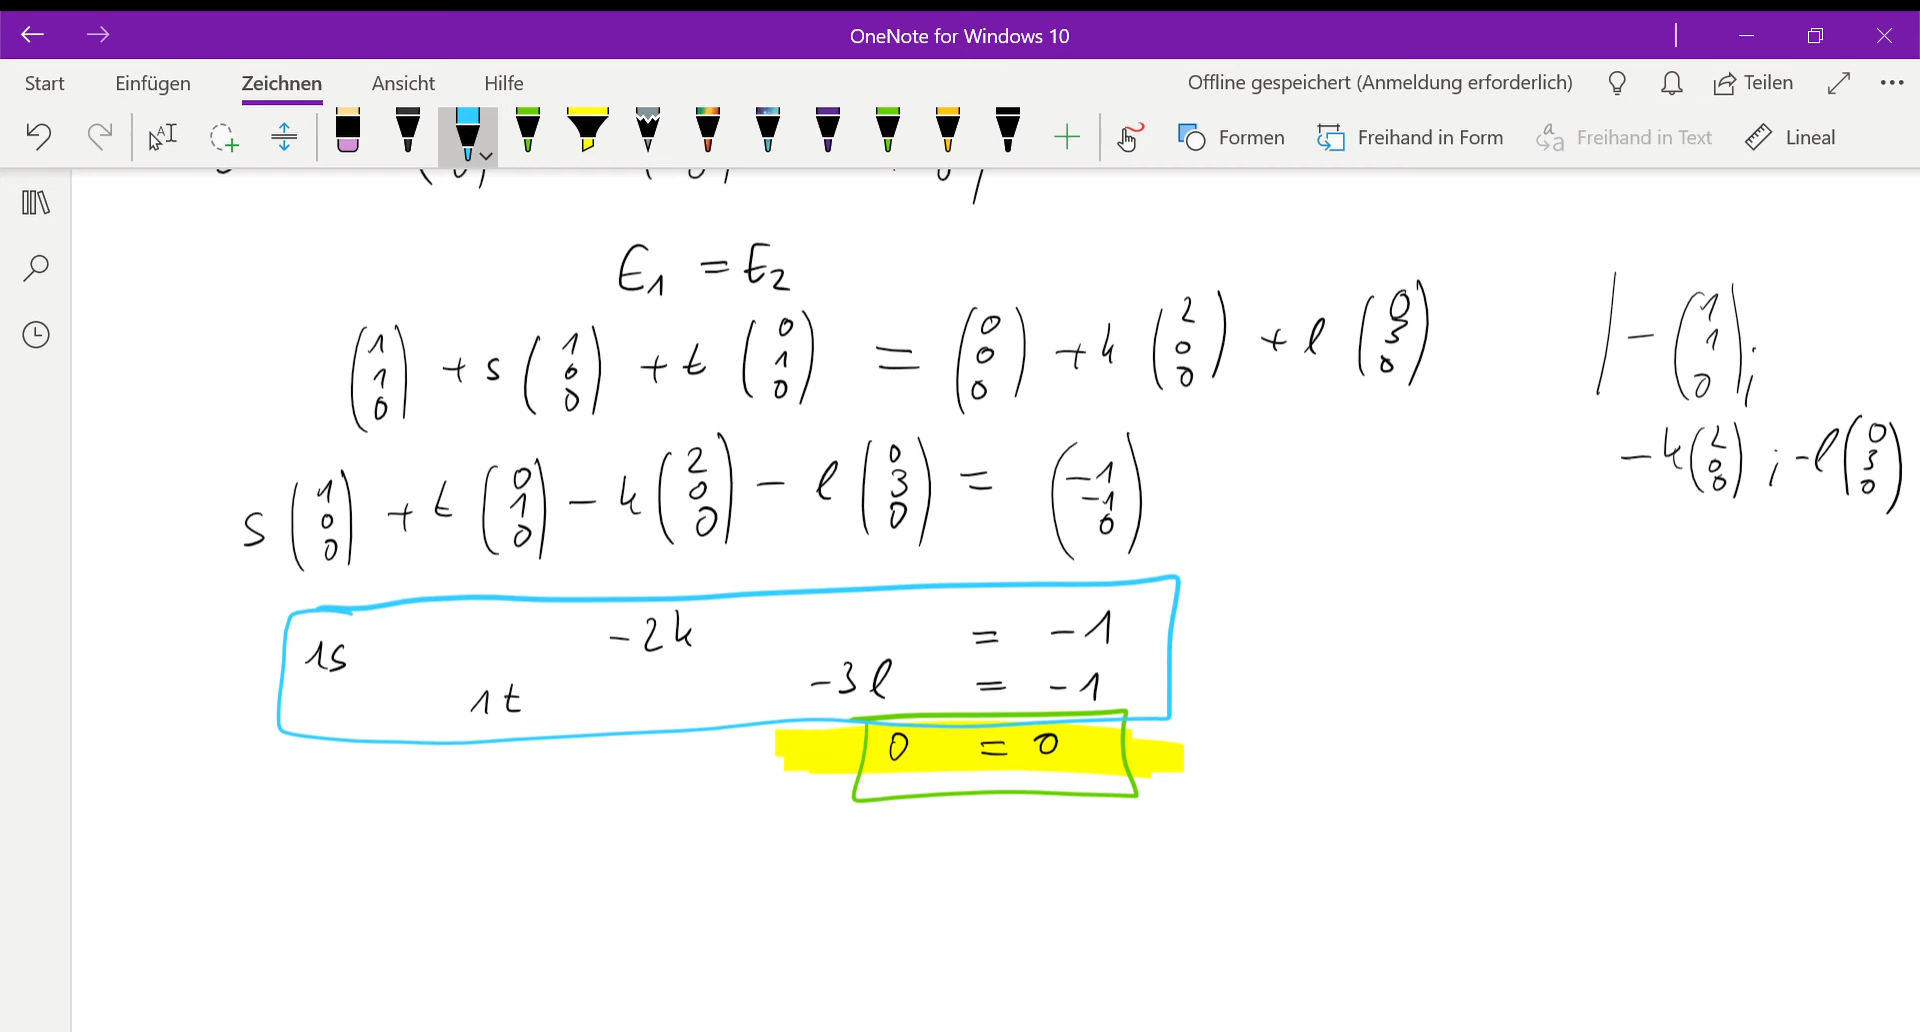 OneNote for Windows 10
Start Einfügen Zeichnen Ansicht Hilfe Offline gespeichert (Anmeldung erforderlich) Teilen
Formen Freihand in Form Freihand in Text Lineal
E₁ = E₂
(1 1 0) + s (1 0 0) + t (0 1 0) = (0 0 0) + k (2 0 0) + l (0 3 0) | - (1 1 0);
- k (2 0 0) ; - l (0 3 0)
s (1 0 0) + t (0 1 0) - k (2 0 0) - l (0 3 0) = (-1 -1 0)
1s - 2k = -1
1t - 3l = -1
0 = 0